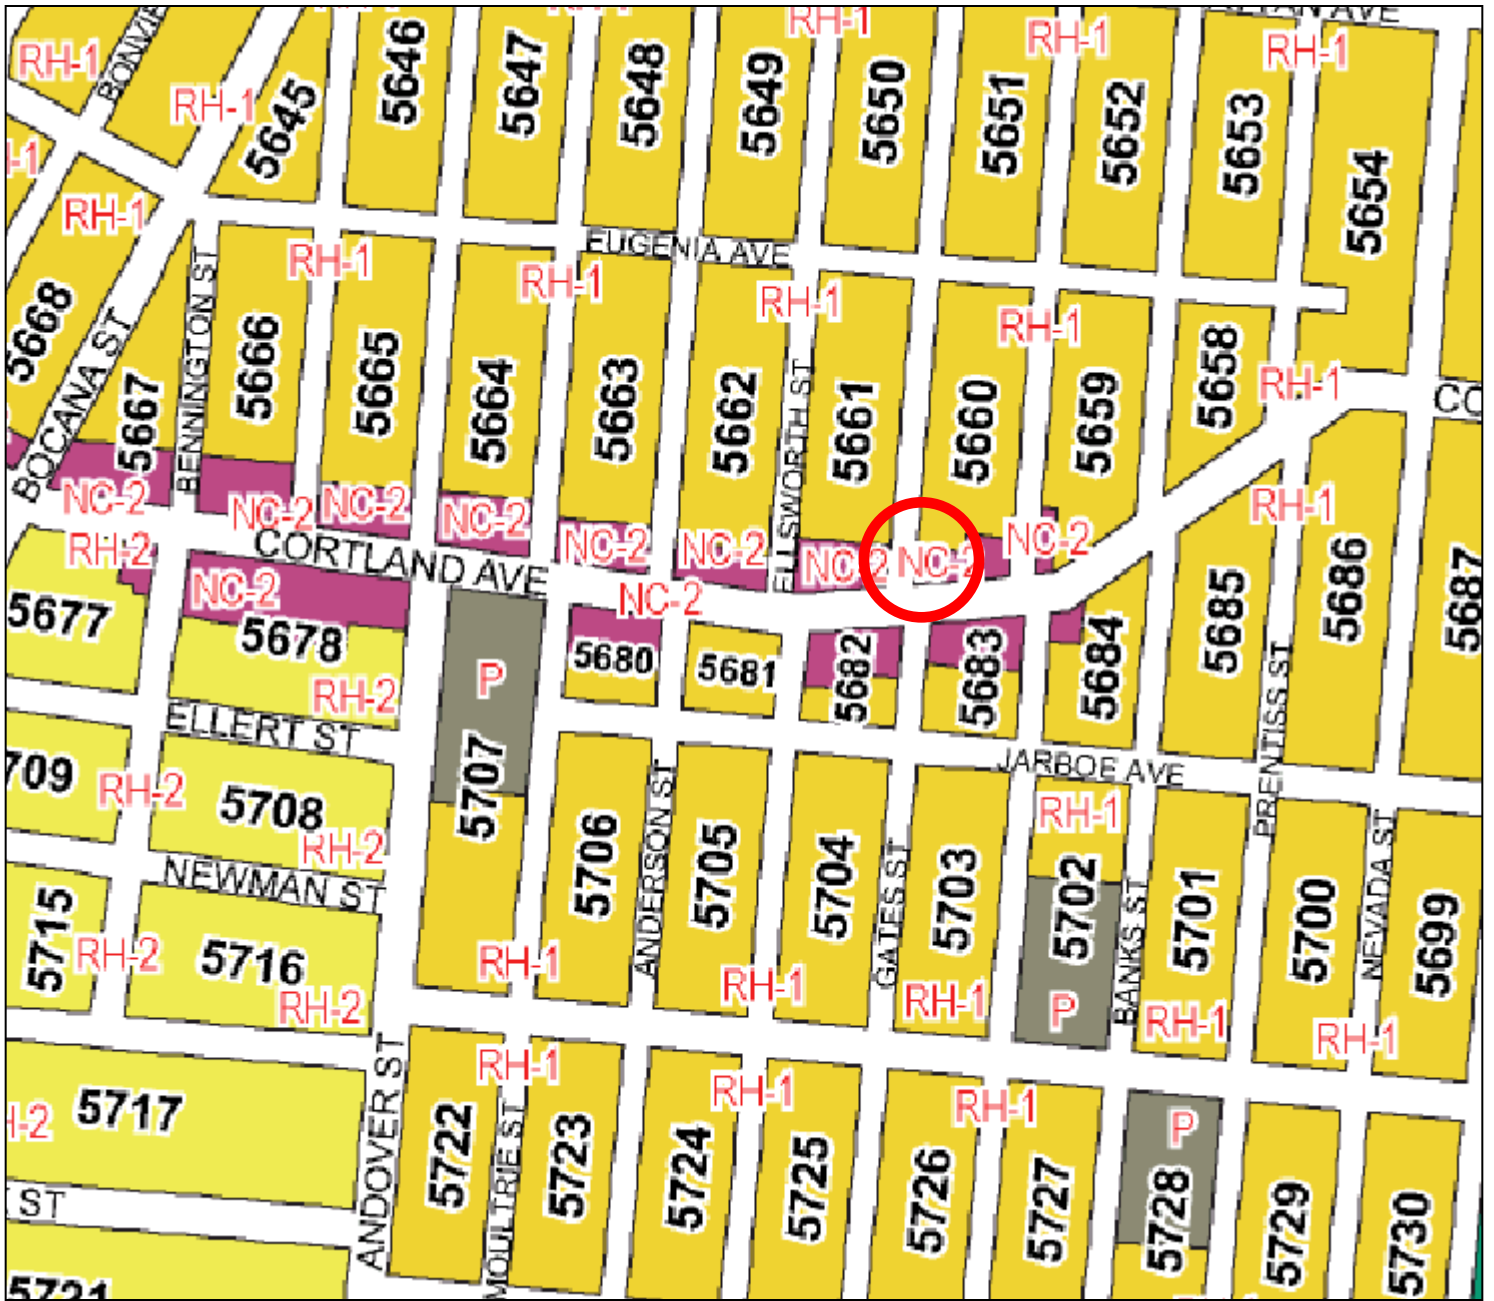 RH-1
BONVIE
RH-1
5645
5646
5647
5648
5649
RH-1
5650
5651
RH-1
5652
5653
RH-1
5654
RH-1
EUGENIA AVE
5668
BOCANA ST
5667
NC-2
BENNINGTON ST
5666
RH-1
NC-2
5665
NC-2
5664
NC-2
RH-1
5663
NC-2
5662
NC-2
RH-1
ELLSWORTH ST
5661
NC-2
NC-2
5660
RH-1
5659
NC-2
5658
RH-1
CORTLAND AVE
NC-2
RH-1
CO
RH-2
5677
NC-2
5678
RH-2
P
5707
5680
5681
5682
5683
5684
5685
5686
5687
ELLERT ST
JARBOE AVE
PRENTISS ST
709
RH-2
5708
RH-2
NEWMAN ST
5706
ANDERSON ST
5705
5704
GATES ST
5703
RH-1
5702
BANKS ST
5701
5700
NEVADA ST
5699
5715
RH-2
5716
RH-2
RH-1
RH-1
RH-1
P
RH-1
RH-1
5717
H-2
ANDOVER ST
5722
RH-1
MOULTRIE ST
5723
5724
RH-1
5725
5726
RH-1
5727
P
5728
5729
5730
ST
5721